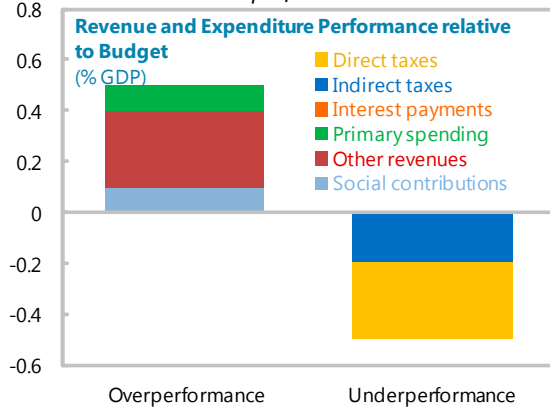 0.8
0.6
0.4
0.2
0
-0.2
-0.4
-0.6
Revenue and Expenditure Performance relative
to Budget
(% GDP)
Direct taxes
Indirect taxes
Interest payments
Primary spending
Other revenues
Social contributions
Overperformance
Underperformance